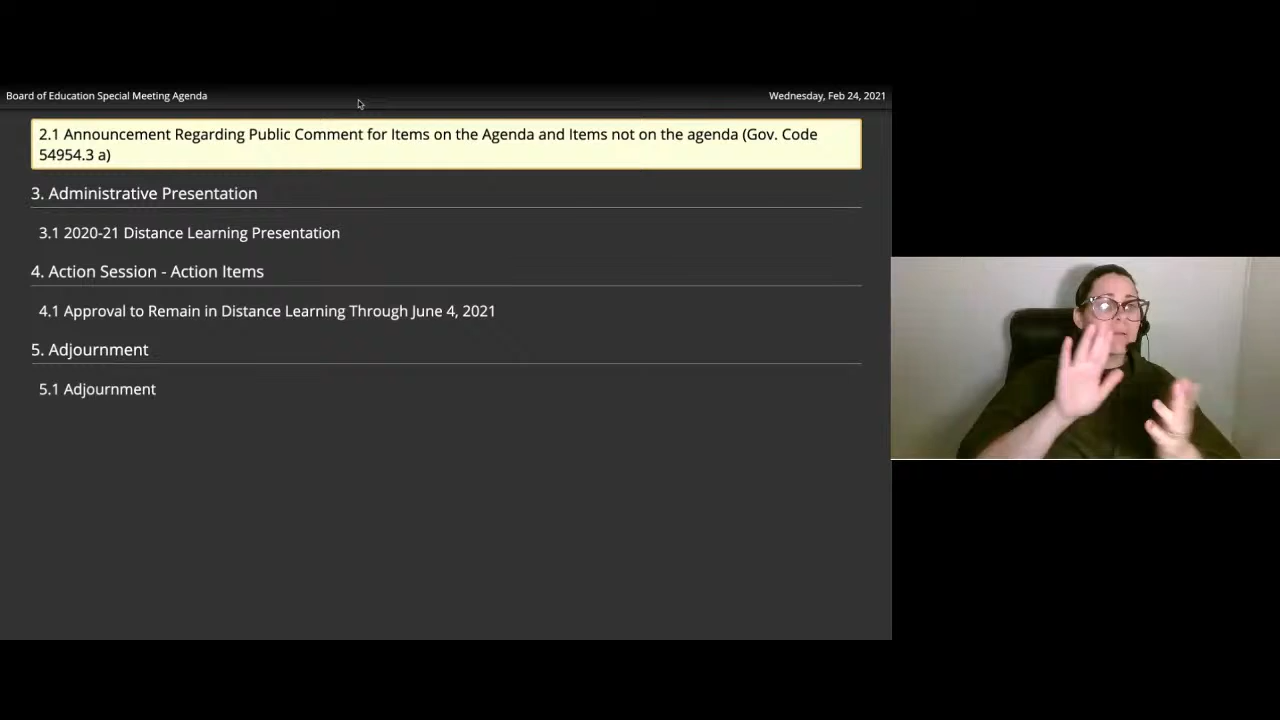 Board of Education Special Meeting Agenda
Wednesday, Feb 24, 2021
2.1 Announcement Regarding Public Comment for Items on the Agenda and Items not on the agenda (Gov. Code
54954.3 a)
3. Administrative Presentation
3.1 2020-21 Distance Learning Presentation
4. Action Session - Action Items
4.1 Approval to Remain in Distance Learning Through June 4, 2021
5. Adjournment
5.1 Adjournment